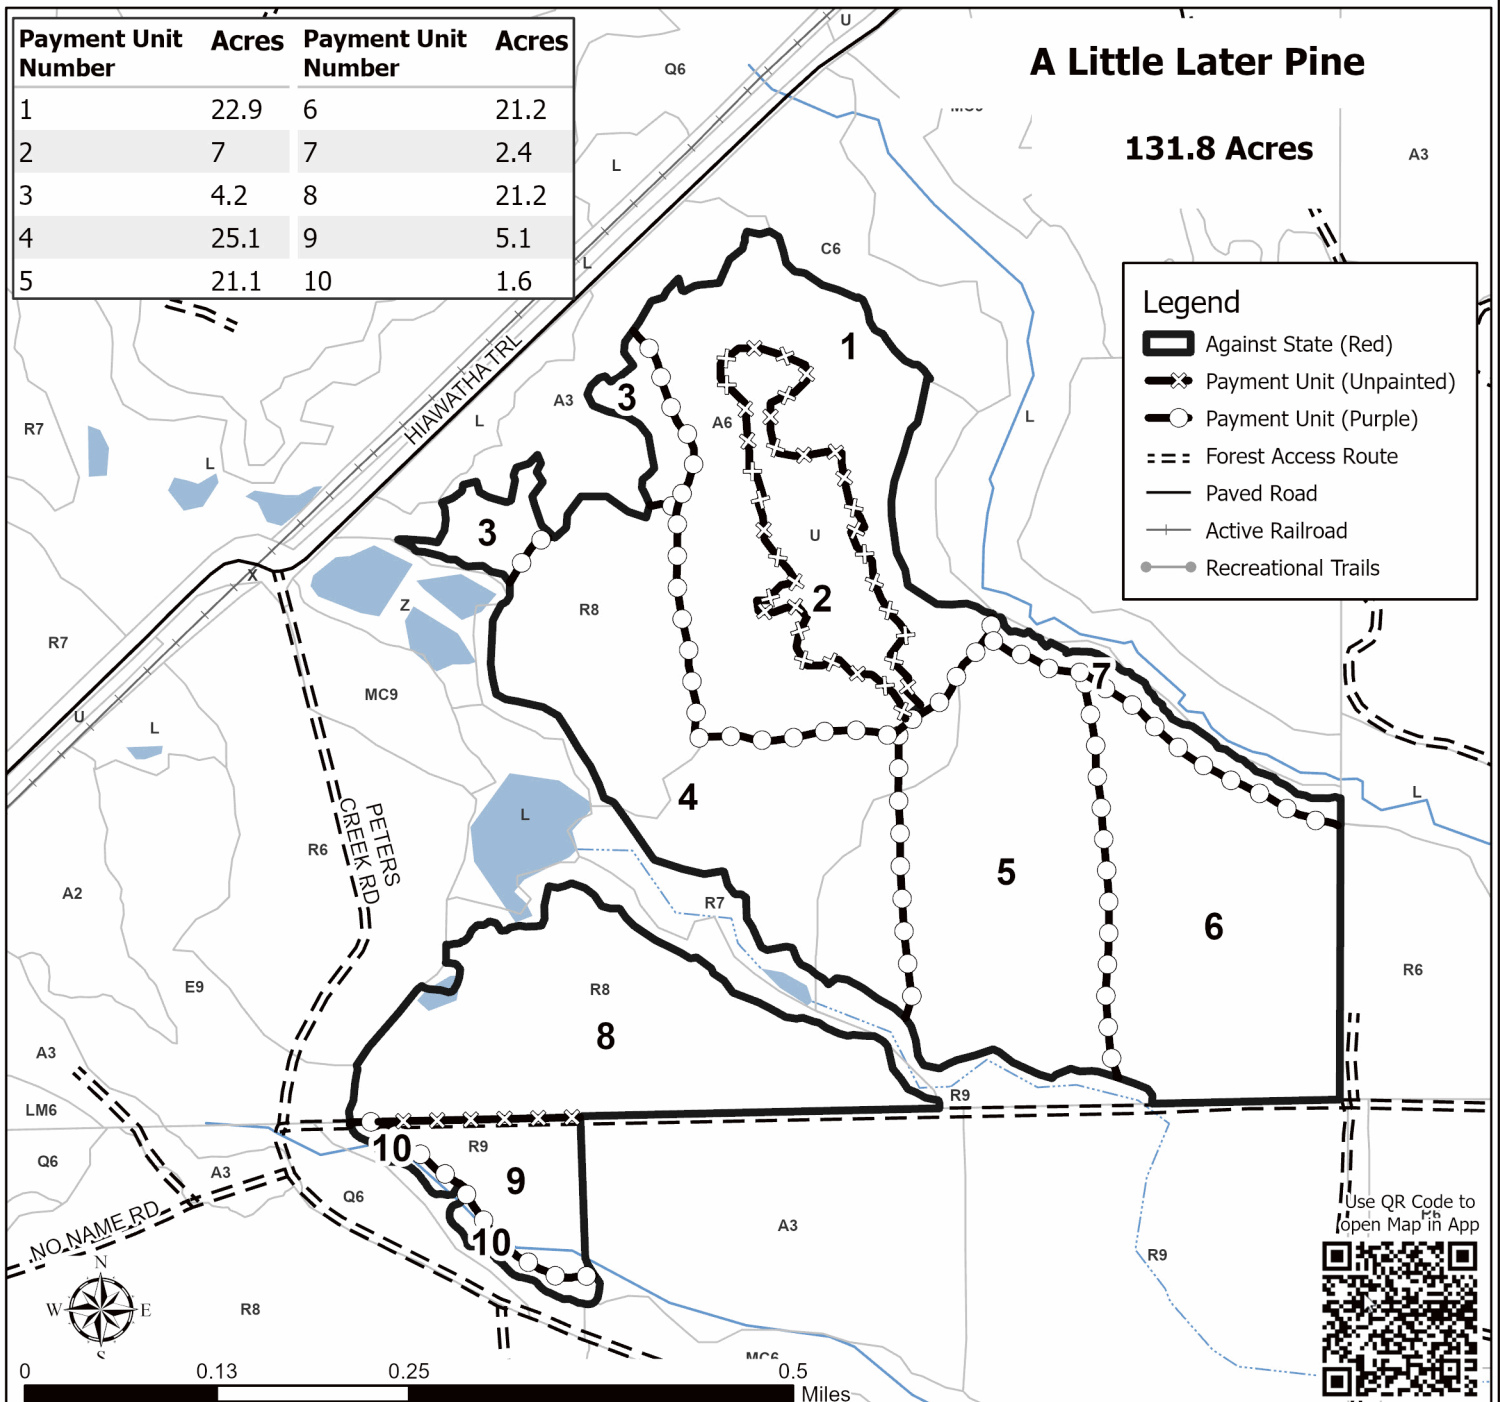 Payment Unit Number Acres Payment Unit Number Acres
1 22.9 6 21.2
2 7 7 2.4
3 4.2 8 21.2
4 25.1 9 5.1
5 21.1 10 1.6
A Little Later Pine
131.8 Acres
Legend
Against State (Red)
Payment Unit (Unpainted)
Payment Unit (Purple)
Forest Access Route
Paved Road
Active Railroad
Recreational Trails
U
Q6
A3
L
C6
L
HIAWATHA TRL
1
A3
3
A6
L
L
R7
L
3
U
X
Z
R8
2
R7
MC9
7
U
L
4
L
L
PETERS
CREEK RD
R6
5
A2
R7
6
R6
E9
R8
8
A3
R9
LM6
10
R9
Q6
A3
9
Q6
NO NAME RD
10
A3
R9
R8
Use QR Code to
open Map in App
N
W E
S
MC6
0 0.13 0.25 0.5
Miles